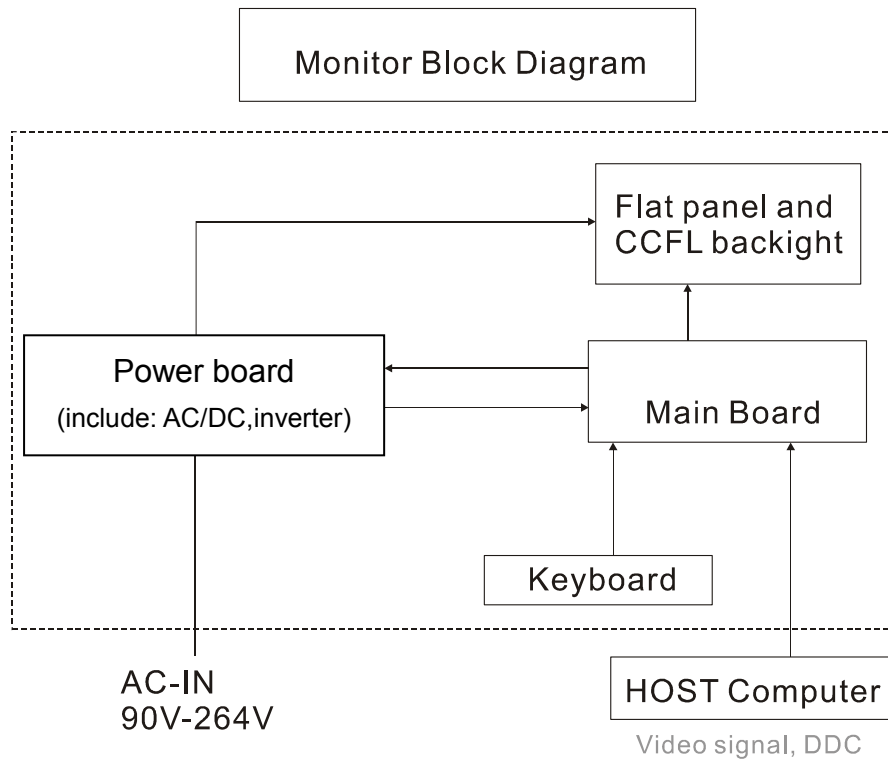 Monitor Block Diagram
Flat panel and
CCFL backight
Power board
(include: AC/DC,inverter)
Main Board
Keyboard
AC-IN
90V-264V
HOST Computer
Video signal, DDC